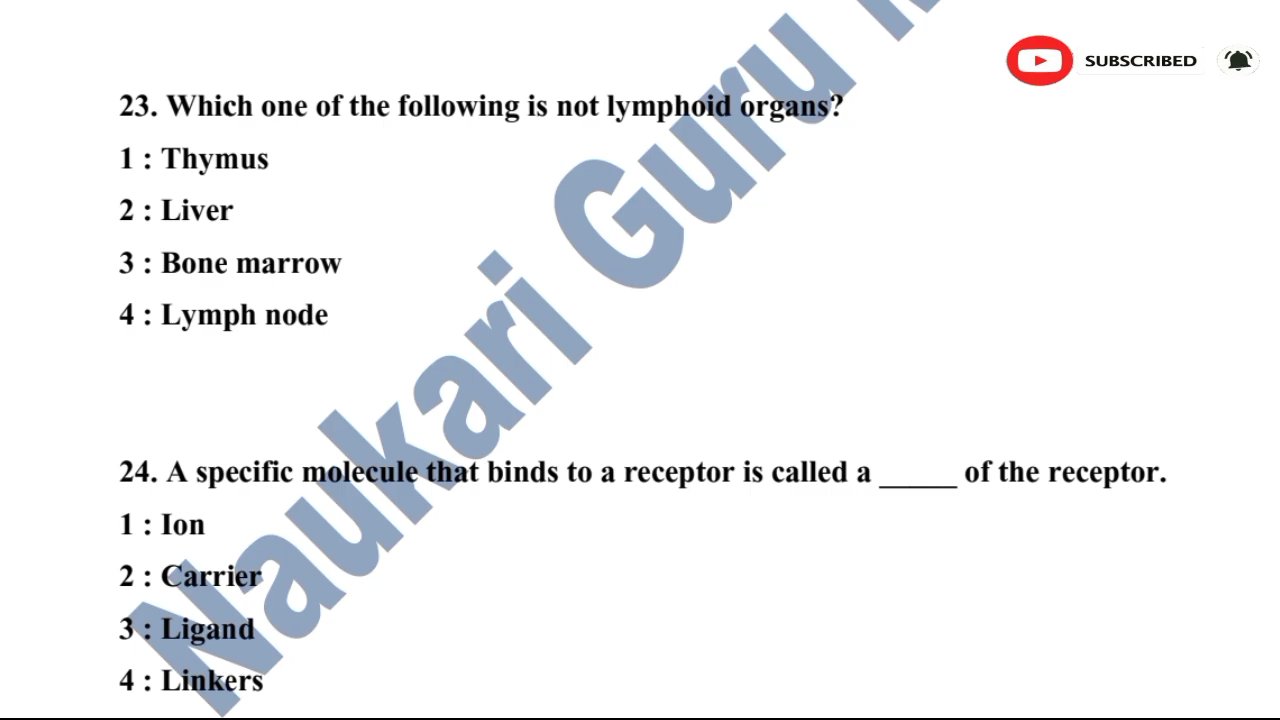 SUBSCRIBED
23. Which one of the following is not lymphoid organs?
1 : Thymus
2 : Liver
3 : Bone marrow
4 : Lymph node
24. A specific molecule that binds to a receptor is called a _____ of the receptor.
1 : Ion
2 : Carrier
3 : Ligand
4 : Linkers
Naukari Guru